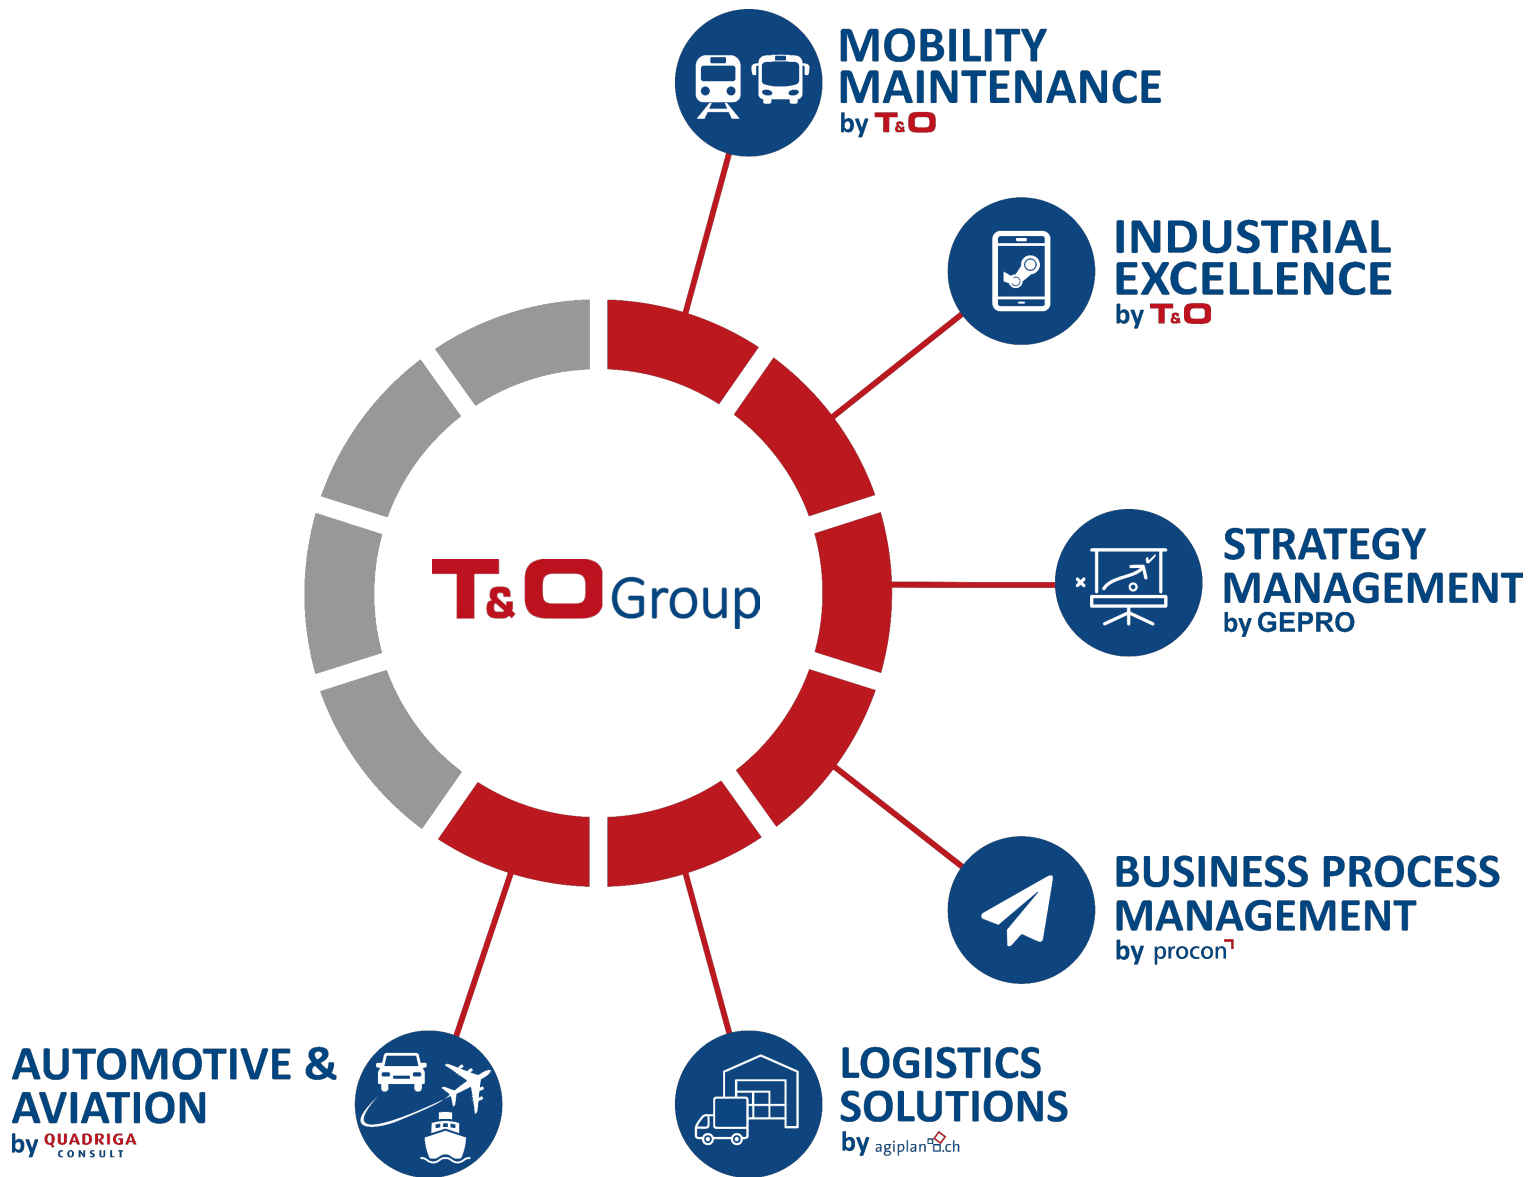 MOBILITY
MAINTENANCE
by T&O
INDUSTRIAL
EXCELLENCE
by T&O
STRATEGY
MANAGEMENT
by GEPRO
T&O Group
BUSINESS PROCESS
MANAGEMENT
by procon
LOGISTICS
SOLUTIONS
by agiplan.ch
AUTOMOTIVE &
AVIATION
by QUADRIGA
CONSULT